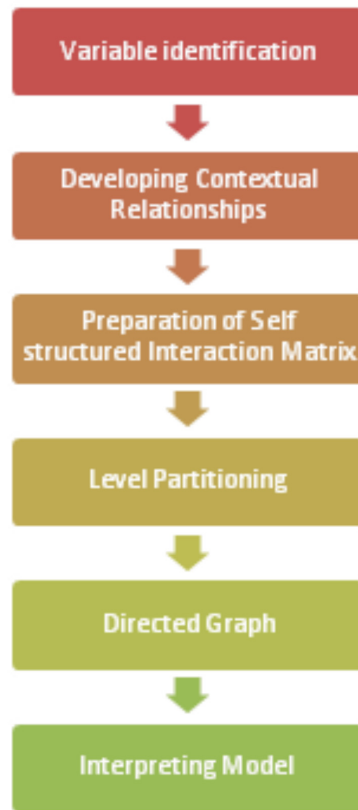 Variable identification
Developing Contextual
Relationships
Preparation of Self
structured Interaction Matrix
Level Partitioning
Directed Graph
Interpreting Model